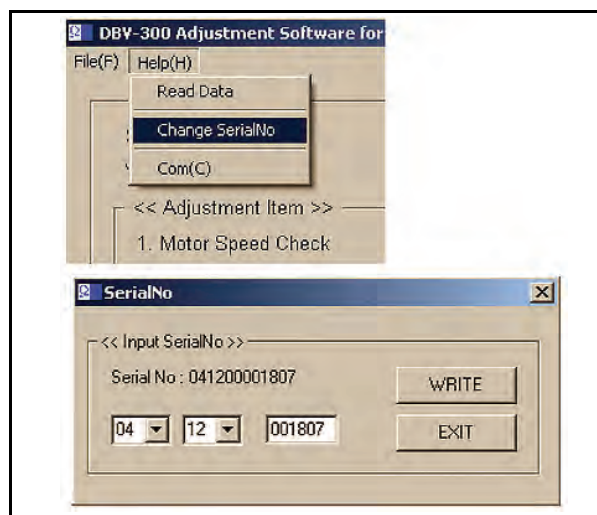 DBV-300 Adjustment Software for
File(F) Help(H)
Read Data
Change SerialNo
Com(C)
<< Adjustment Item >>
1. Motor Speed Check
SerialNo
<< Input SerialNo >>
Serial No : 041200001807
WRITE
04 12 001807
EXIT